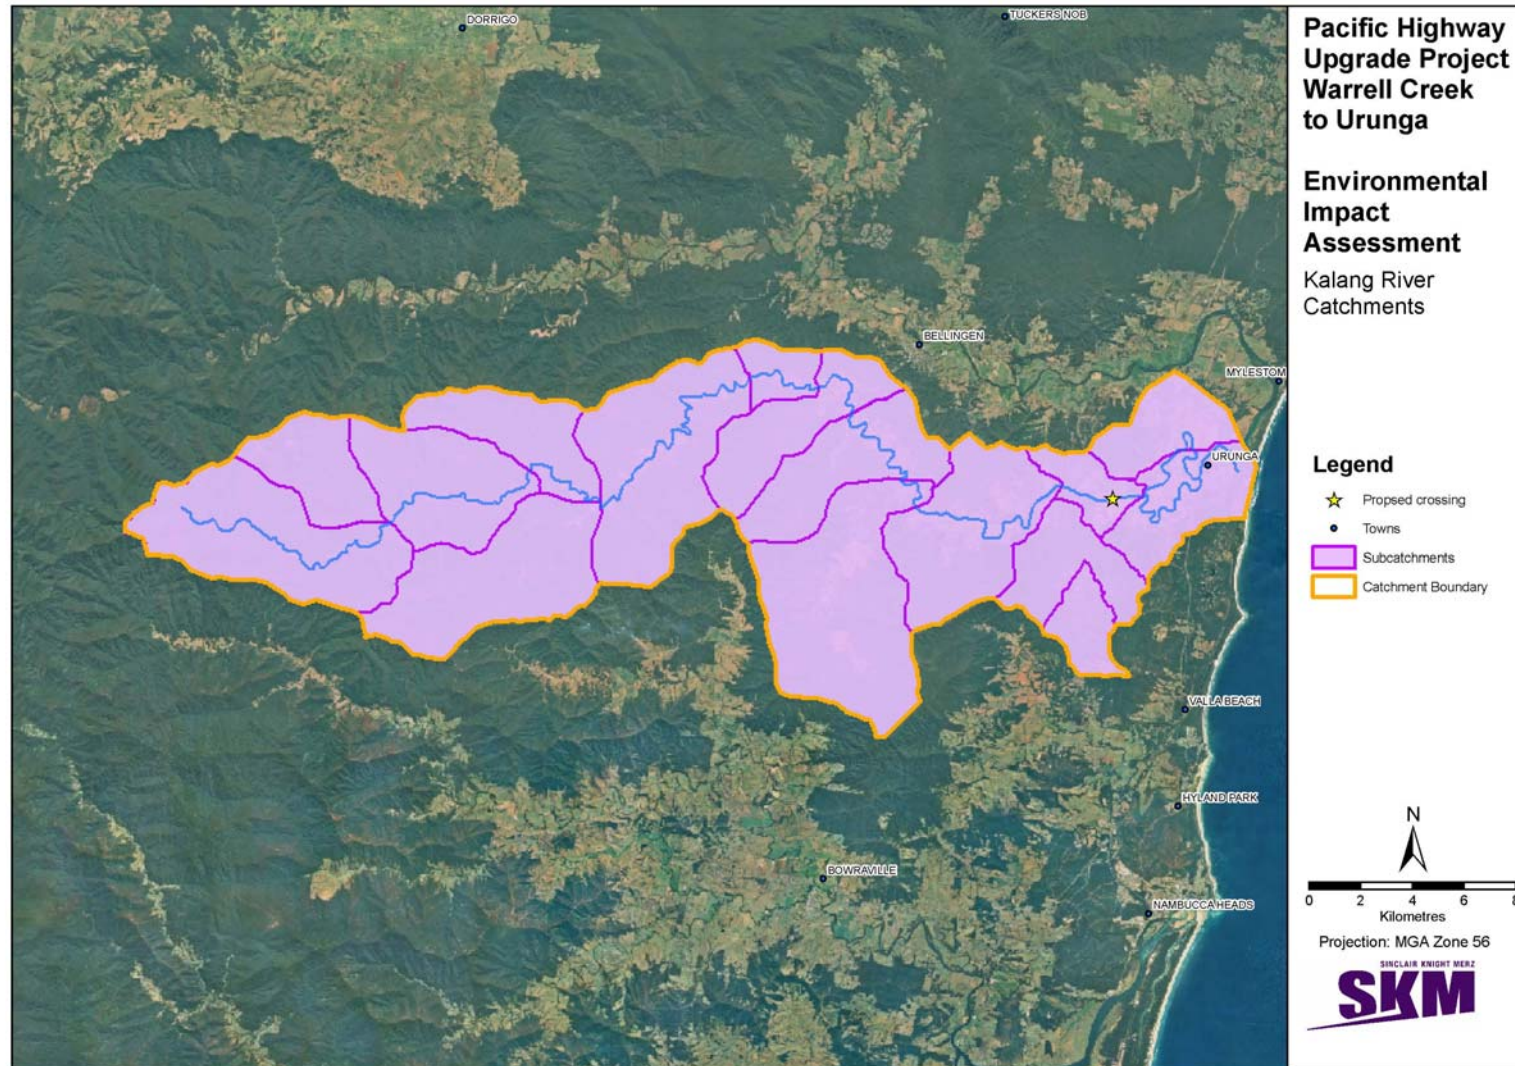 DORRIGO
TUCKERS NOB
BELLINGEN
MYLESTOM
URUNGA
VALLA BEACH
HYLAND PARK
BOWRAVILLE
NAMBUCCA HEADS
Pacific Highway
Upgrade Project
Warrell Creek
to Urunga
Environmental
Impact
Assessment
Kalang River
Catchments
Legend
Propsed crossing
Towns
Subcatchments
Catchment Boundary
N
0 2 4 6 8
Kilometres
Projection: MGA Zone 56
SINCLAIR KNIGHT MERZ
SKM